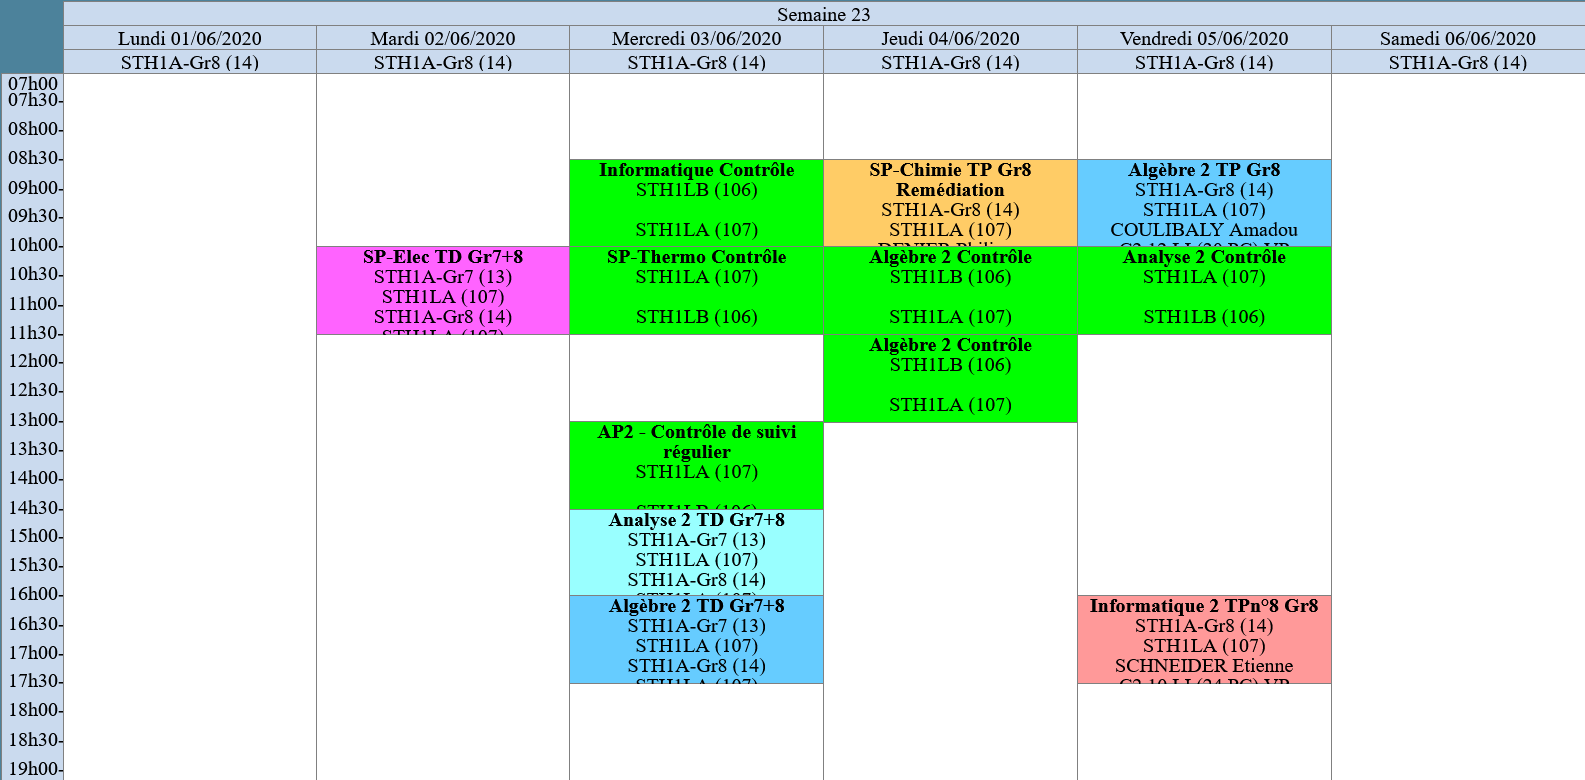 Semaine 23
Lundi 01/06/2020
Mardi 02/06/2020
Mercredi 03/06/2020
Jeudi 04/06/2020
Vendredi 05/06/2020
Samedi 06/06/2020
STH1A-Gr8 (14)
STH1A-Gr8 (14)
STH1A-Gr8 (14)
STH1A-Gr8 (14)
STH1A-Gr8 (14)
STH1A-Gr8 (14)
07h00
07h30
08h00
08h30
09h00
09h30
10h00
10h30
11h00
11h30
12h00
12h30
13h00
13h30
14h00
14h30
15h00
15h30
16h00
16h30
17h00
17h30
18h00
18h30
19h00
SP-Elec TD Gr7+8
STH1A-Gr7 (13)
STH1LA (107)
STH1A-Gr8 (14)
STH1LA (107)
Informatique Contrôle
STH1LB (106)
STH1LA (107)
SP-Thermo Contrôle
STH1LA (107)
STH1LB (106)
AP2 - Contrôle de suivi
régulier
STH1LA (107)
STH1LB (106)
Analyse 2 TD Gr7+8
STH1A-Gr7 (13)
STH1LA (107)
STH1A-Gr8 (14)
STH1LA (107)
Algèbre 2 TD Gr7+8
STH1A-Gr7 (13)
STH1LA (107)
STH1A-Gr8 (14)
STH1LA (107)
SP-Chimie TP Gr8
Remédiation
STH1A-Gr8 (14)
STH1LA (107)
Algèbre 2 Contrôle
STH1LB (106)
STH1LA (107)
Algèbre 2 Contrôle
STH1LB (106)
STH1LA (107)
Algèbre 2 TP Gr8
STH1A-Gr8 (14)
STH1LA (107)
COULIBALY Amadou
Analyse 2 Contrôle
STH1LA (107)
STH1LB (106)
Informatique 2 TPn°8 Gr8
STH1A-Gr8 (14)
STH1LA (107)
SCHNEIDER Etienne